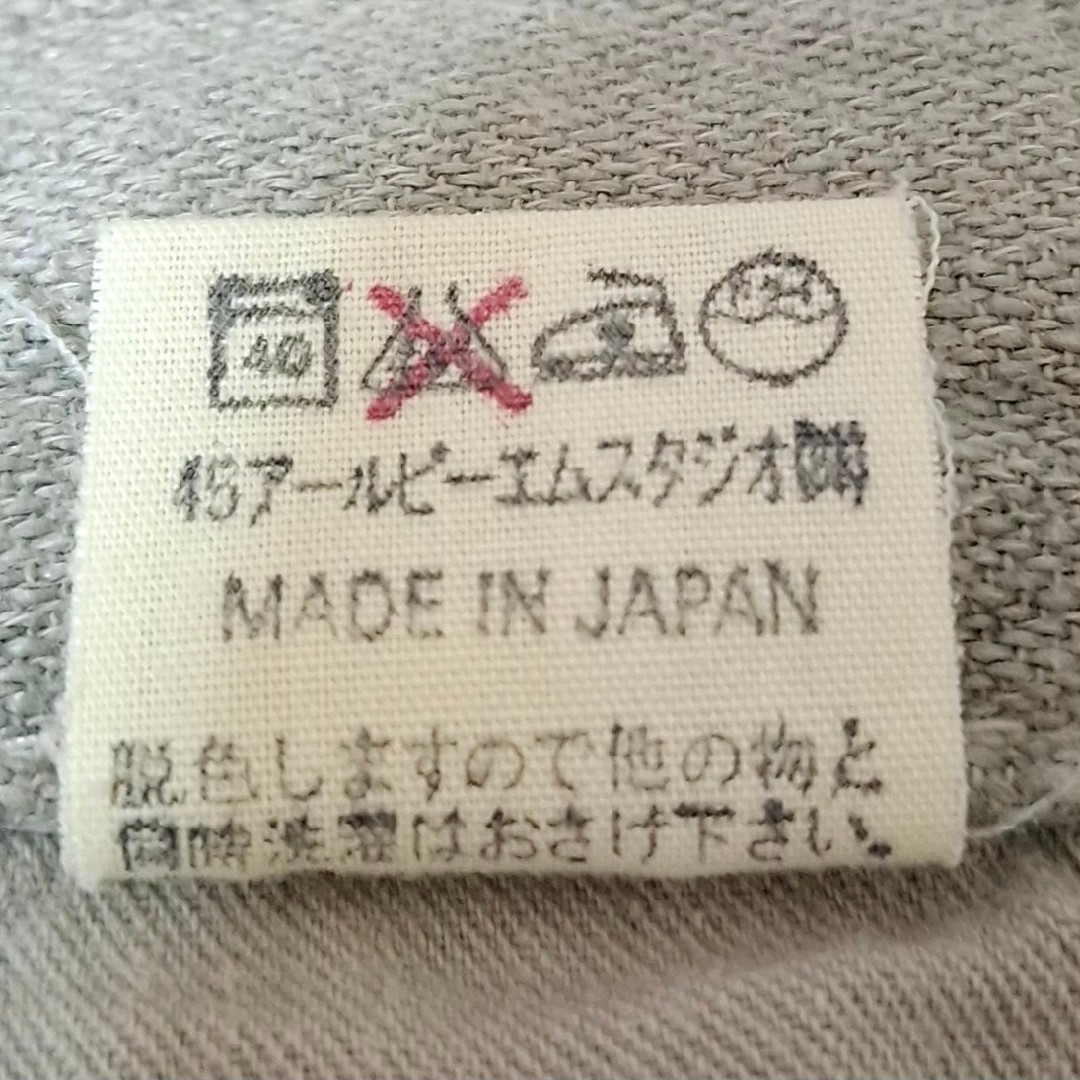 40
45アールピーエムスタジオ㈱
MADE IN JAPAN
脱色しますので他の物と
同時洗濯はおさけ下さい。